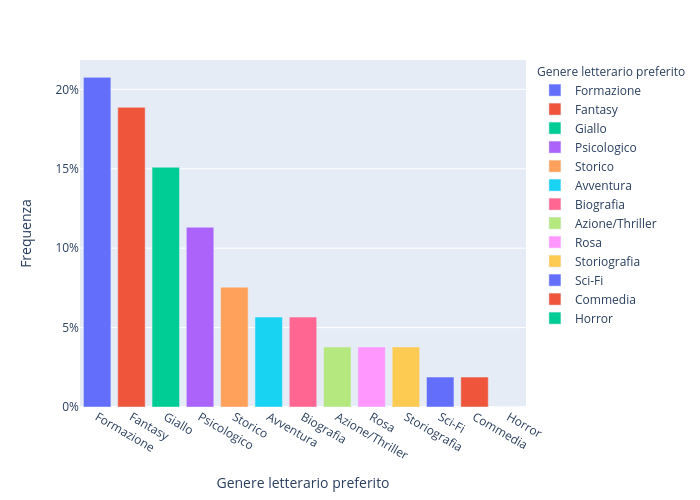 Genere letterario preferito
Formazione
Fantasy
Giallo
Psicologico
Storico
Avventura
Biografia
Azione/Thriller
Rosa
Storiografia
Sci-Fi
Commedia
Horror
20%
15%
10%
5%
0%
Frequenza
Formazione
Fantasy
Giallo
Psicologico
Storico
Avventura
Biografia
Azione/Thriller
Rosa
Storiografia
Sci-Fi
Commedia
Horror
Genere letterario preferito